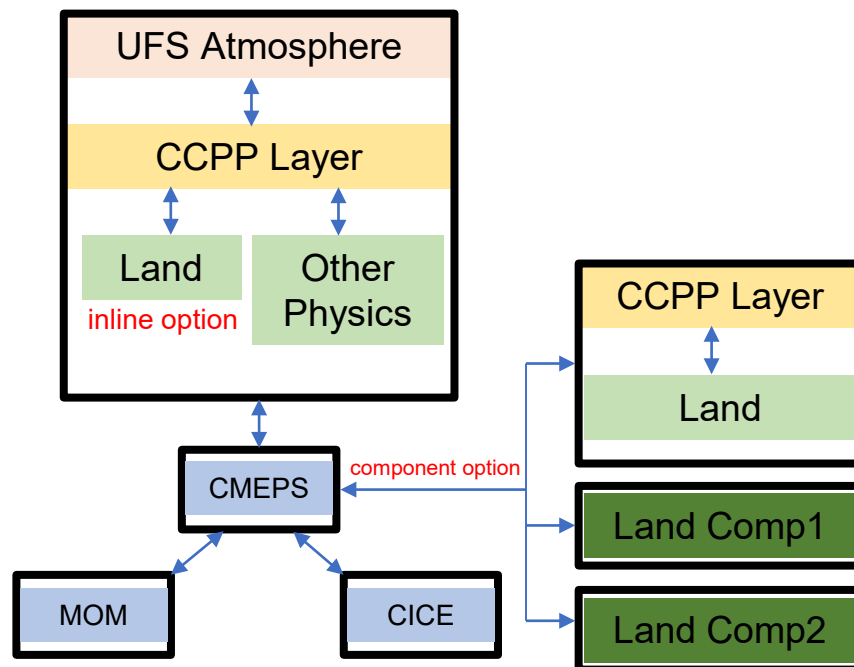 UFS Atmosphere
CCPP Layer
Land
inline option
Other
Physics
CCPP Layer
Land
component option
CMEPS
Land Comp1
MOM
CICE
Land Comp2